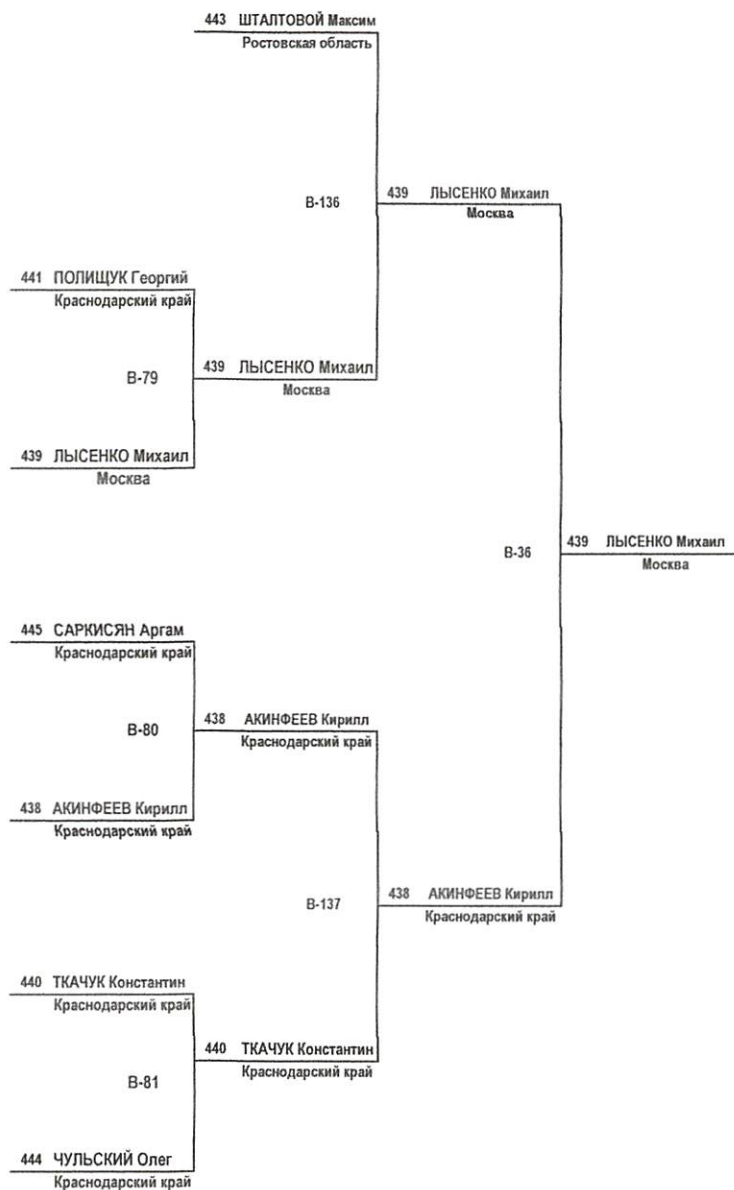 443 ШТАЛТОВОЙ Максим
Ростовская область
B-136
439 ЛЫСЕНКО Михаил
Москва
441 ПОЛИЩУК Георгий
Краснодарский край
B-79
439 ЛЫСЕНКО Михаил
Москва
439 ЛЫСЕНКО Михаил
Москва
B-36
439 ЛЫСЕНКО Михаил
Москва
445 САРКИСЯН Аргам
Краснодарский край
B-80
438 АКИНФЕЕВ Кирилл
Краснодарский край
438 АКИНФЕЕВ Кирилл
Краснодарский край
B-137
438 АКИНФЕЕВ Кирилл
Краснодарский край
440 ТКАЧУК Константин
Краснодарский край
440 ТКАЧУК Константин
Краснодарский край
B-81
444 ЧУЛЬСКИЙ Олег
Краснодарский край